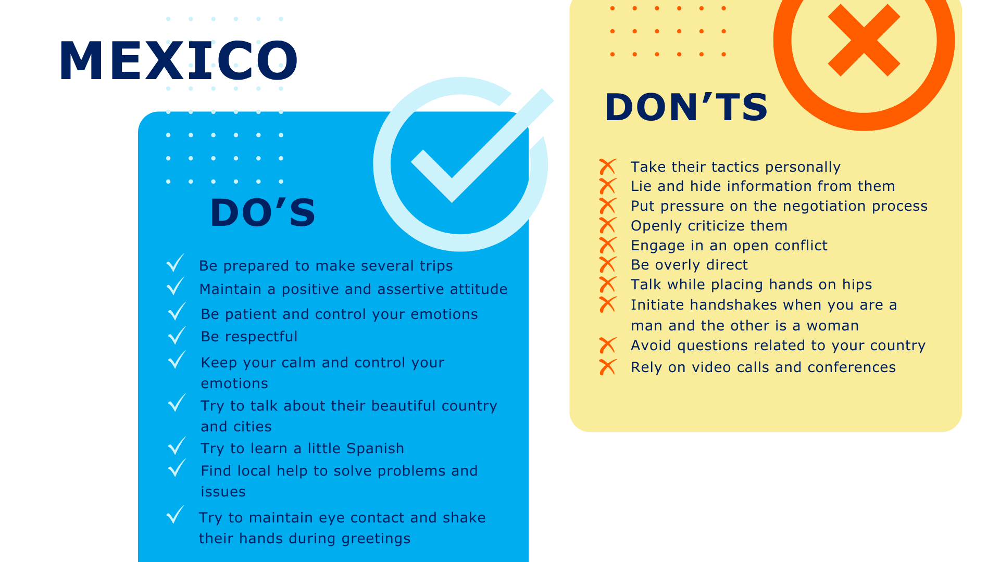 MEXICO
DO’S
Be prepared to make several trips
Maintain a positive and assertive attitude
Be patient and control your emotions
Be respectful
Keep your calm and control your
emotions
Try to talk about their beautiful country
and cities
Try to learn a little Spanish
Find local help to solve problems and
issues
Try to maintain eye contact and shake
their hands during greetings
DON’TS
Take their tactics personally
Lie and hide information from them
Put pressure on the negotiation process
Openly criticize them
Engage in an open conflict
Be overly direct
Talk while placing hands on hips
Initiate handshakes when you are a
man and the other is a woman
Avoid questions related to your country
Rely on video calls and conferences